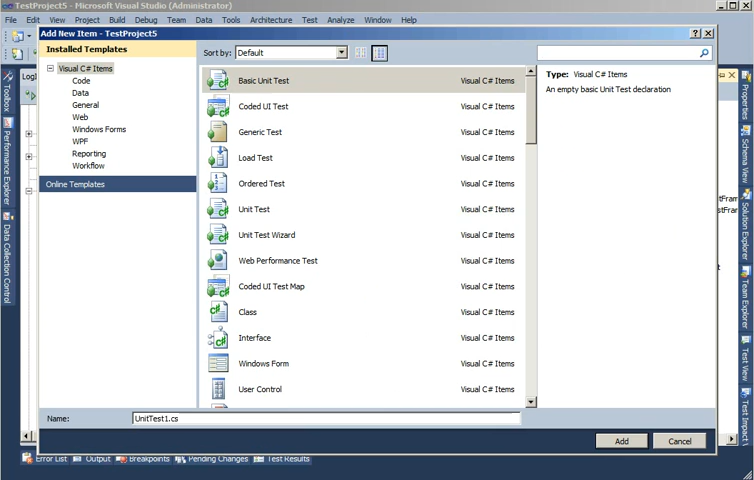 TestProject5 - Microsoft Visual Studio (Administrator)
File Edit View Project Build Debug Team Data Tools Architecture Test Analyze Window Help
Add New Item - TestProject5
Installed Templates
Sort by: Default
Visual C# Items
Code
Data
General
Web
Windows Forms
WPF
Reporting
Workflow
Online Templates
Basic Unit Test Visual C# Items
Coded UI Test Visual C# Items
Generic Test Visual C# Items
Load Test Visual C# Items
Ordered Test Visual C# Items
Unit Test Visual C# Items
Unit Test Wizard Visual C# Items
Web Performance Test Visual C# Items
Coded UI Test Map Visual C# Items
Class Visual C# Items
Interface Visual C# Items
Windows Form Visual C# Items
User Control Visual C# Items
Type: Visual C# Items
An empty basic Unit Test declaration
Name: UnitTest1.cs
Add Cancel
Toolbox
Performance Explorer
Data Collection Control
Properties
Schema View
Solution Explorer
Team Explorer
Test View
Test Impact
Error List Output Breakpoints Pending Changes Test Results